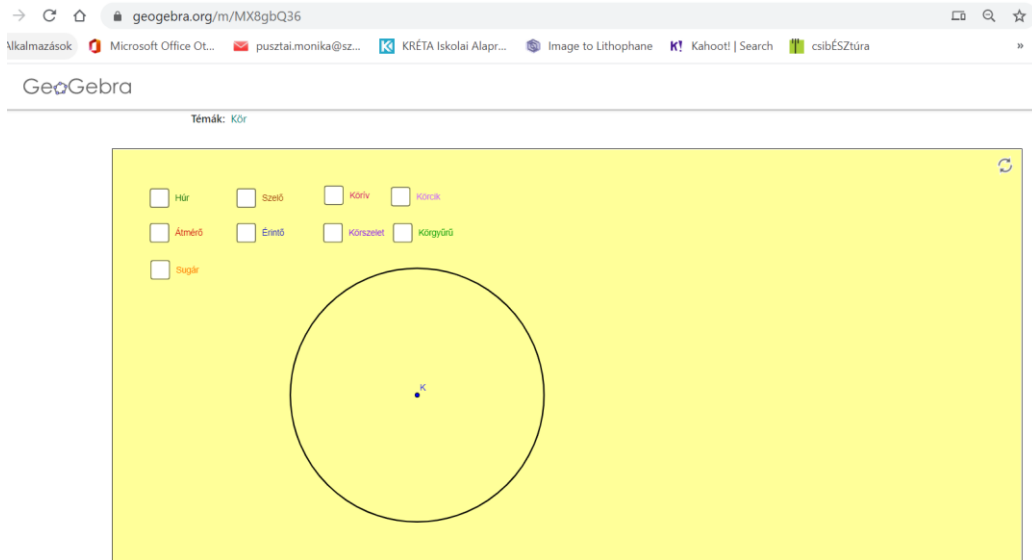 geogebra.org/m/MX8gbQ36
Alkalmazások Microsoft Office Ot... pusztai.monika@sz... KRÉTA Iskolai Alapr... Image to Lithophane K! Kahoot! | Search csibÉSZtúra »
GeoGebra
Témák: Kör
Húr Szelő Körív Körcik
Átmérő Érintő Körszelet Körgyűrű
Sugár
K